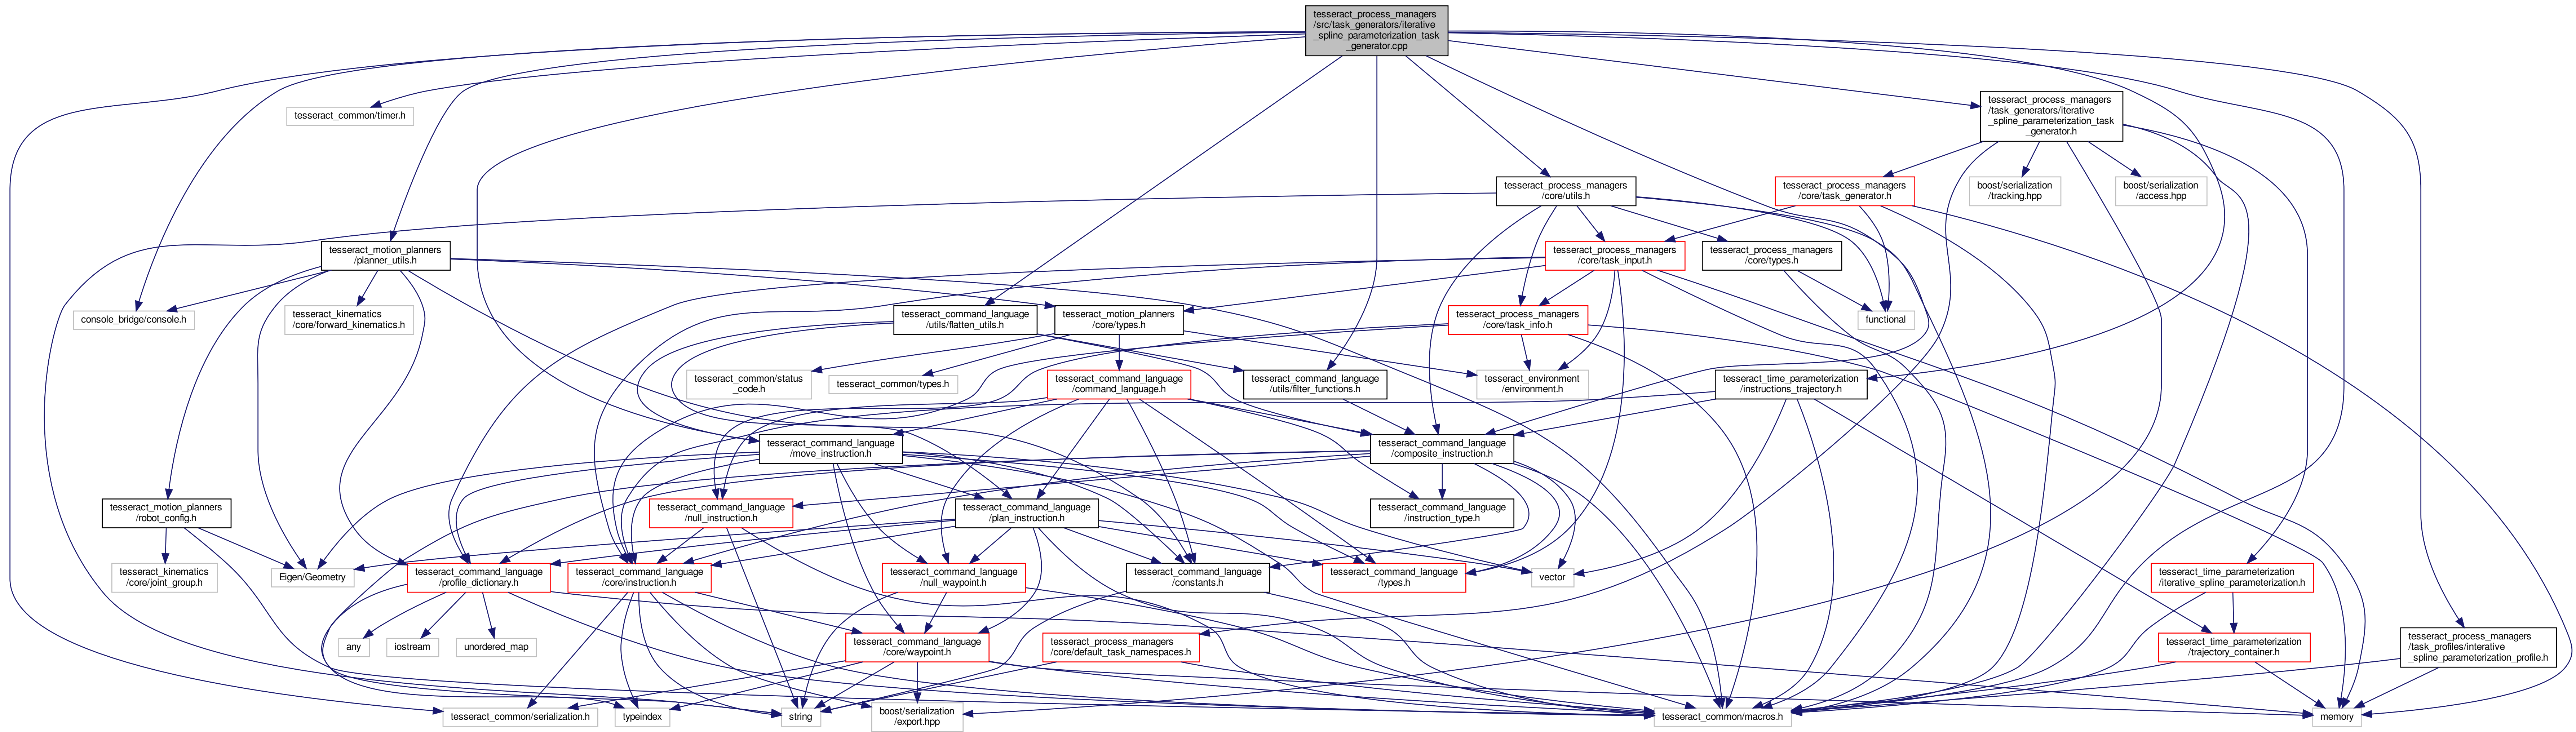 tesseract_process_managers
/src/task_generators/iterative
_spline_parameterization_task
_generator.cpp
tesseract_common/timer.h
tesseract_process_managers
/task_generators/iterative
_spline_parameterization_task
_generator.h
tesseract_process_managers
/core/utils.h
tesseract_process_managers
/core/task_generator.h
boost/serialization
/tracking.hpp
boost/serialization
/access.hpp
tesseract_motion_planners
/planner_utils.h
tesseract_process_managers
/core/task_input.h
tesseract_process_managers
/core/types.h
console_bridge/console.h
tesseract_kinematics
/core/forward_kinematics.h
tesseract_command_language
/utils/flatten_utils.h
tesseract_motion_planners
/core/types.h
tesseract_process_managers
/core/task_info.h
functional
tesseract_common/status
_code.h
tesseract_common/types.h
tesseract_command_language
/command_language.h
tesseract_command_language
/utils/filter_functions.h
tesseract_environment
/environment.h
tesseract_time_parameterization
/instructions_trajectory.h
tesseract_command_language
/move_instruction.h
tesseract_command_language
/composite_instruction.h
tesseract_motion_planners
/robot_config.h
tesseract_command_language
/null_instruction.h
tesseract_command_language
/plan_instruction.h
tesseract_command_language
/instruction_type.h
tesseract_kinematics
/core/joint_group.h
Eigen/Geometry
tesseract_command_language
/profile_dictionary.h
tesseract_command_language
/core/instruction.h
tesseract_command_language
/null_waypoint.h
tesseract_command_language
/constants.h
tesseract_command_language
/types.h
vector
tesseract_time_parameterization
/iterative_spline_parameterization.h
any
iostream
unordered_map
tesseract_command_language
/core/waypoint.h
tesseract_process_managers
/core/default_task_namespaces.h
tesseract_time_parameterization
/trajectory_container.h
tesseract_process_managers
/task_profiles/interative
_spline_parameterization_profile.h
tesseract_common/serialization.h
typeindex
string
boost/serialization
/export.hpp
tesseract_common/macros.h
memory